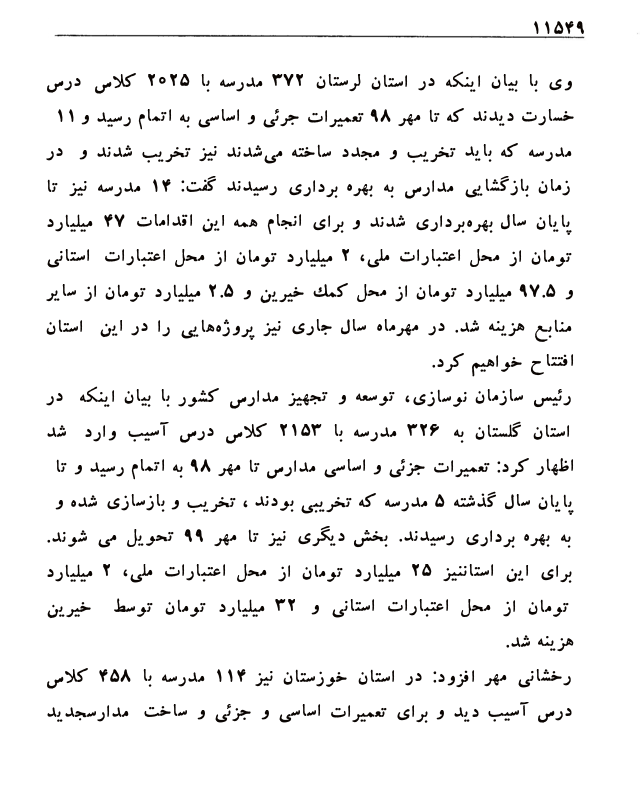 ۱۱۵۴۹
وی با بیان اینکه در استان لرستان ۳۷۲ مدرسه با ۲۰۲۵ کلاس درس
خسارت دیدند که تا مهر ۹۸ تعمیرات جرئی و اساسی به اتمام رسید و ۱۱
مدرسه که باید تخریب و مجدد ساخته می‌شدند نیز تخریب شدند و در
زمان بازگشایی مدارس به بهره برداری رسیدند گفت: ۱۴ مدرسه نیز تا
پایان سال بهره‌برداری شدند و برای انجام همه این اقدامات ۴۷ میلیارد
تومان از محل اعتبارات ملی، ۲ میلیارد تومان از محل اعتبارات استانی
و ۹۷.۵ میلیارد تومان از محل کمك خیرین و ۲.۵ میلیارد تومان از سایر
منابع هزینه شد. در مهرماه سال جاری نیز پروژه‌هایی را در این استان
افتتاح خواهیم کرد.
رئیس سازمان نوسازی، توسعه و تجهیز مدارس کشور با بیان اینکه در
استان گلستان به ۳۲۶ مدرسه با ۲۱۵۳ کلاس درس آسیب وارد شد
اظهار کرد: تعمیرات جزئی و اساسی مدارس تا مهر ۹۸ به اتمام رسید و تا
پایان سال گذشته ۵ مدرسه که تخریبی بودند ، تخریب و بازسازی شده و
به بهره برداری رسیدند. بخش دیگری نیز تا مهر ۹۹ تحویل می شوند.
برای این استاننیز ۲۵ میلیارد تومان از محل اعتبارات ملی، ۲ میلیارد
تومان از محل اعتبارات استانی و ۳۲ میلیارد تومان توسط خیرین
هزینه شد.
رخشانی مهر افزود: در استان خوزستان نیز ۱۱۴ مدرسه با ۴۵۸ کلاس
درس آسیب دید و برای تعمیرات اساسی و جزئی و ساخت مدارسجدید